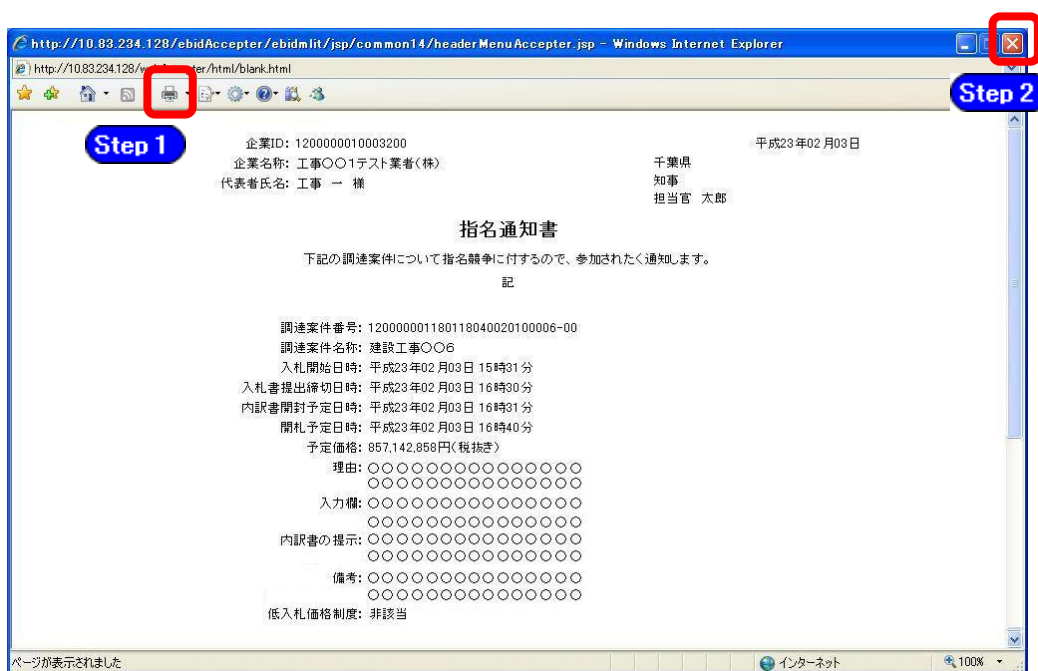 http://10.83.234.128/ebidAccepter/ebidmlit/jsp/common14/headerMenuAccepter.jsp - Windows Internet Explorer
http://10.83.234.128/ter/html/blank.html
Step 2
Step 1
企業ID: 1200000010003200 平成23年02月03日
企業名称: 工事〇〇1テスト業者(株) 千葉県
代表者氏名: 工事 一 様 知事
担当官 太郎
指名通知書
下記の調達案件について指名競争に付するので、参加されたく通知します。
記
調達案件番号: 120000001180118040020100006-00
調達案件名称: 建設工事〇〇6
入札開始日時: 平成23年02月03日 15時31分
入札書提出締切日時: 平成23年02月03日 16時30分
内訳書開封予定日時: 平成23年02月03日 16時31分
開札予定日時: 平成23年02月03日 16時40分
予定価格: 857,142,858円(税抜き)
理由: 〇〇〇〇〇〇〇〇〇〇〇〇〇〇〇
〇〇〇〇〇〇〇〇〇〇〇〇〇〇〇
入力欄: 〇〇〇〇〇〇〇〇〇〇〇〇〇〇〇
〇〇〇〇〇〇〇〇〇〇〇〇〇〇〇
内訳書の提示: 〇〇〇〇〇〇〇〇〇〇〇〇〇〇〇
〇〇〇〇〇〇〇〇〇〇〇〇〇〇〇
備考: 〇〇〇〇〇〇〇〇〇〇〇〇〇〇〇
〇〇〇〇〇〇〇〇〇〇〇〇〇〇〇
低入札価格制度: 非該当
ページが表示されました インターネット 100%